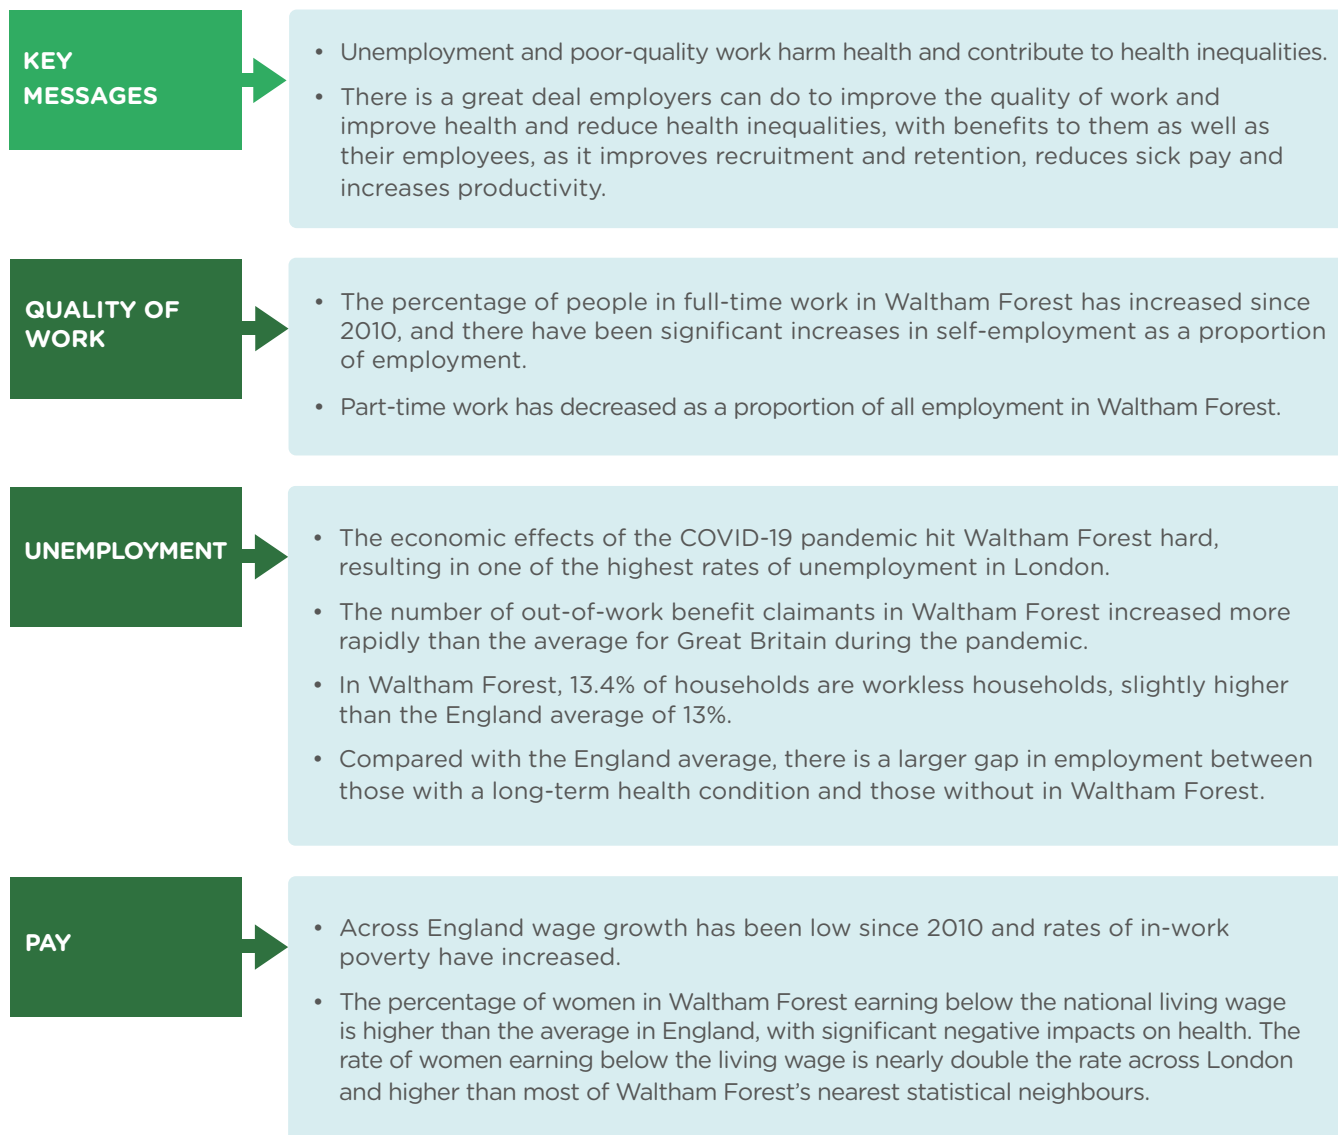 KEY
MESSAGES
• Unemployment and poor-quality work harm health and contribute to health inequalities.
• There is a great deal employers can do to improve the quality of work and
improve health and reduce health inequalities, with benefits to them as well as
their employees, as it improves recruitment and retention, reduces sick pay and
increases productivity.
QUALITY OF
WORK
• The percentage of people in full-time work in Waltham Forest has increased since
2010, and there have been significant increases in self-employment as a proportion
of employment.
• Part-time work has decreased as a proportion of all employment in Waltham Forest.
UNEMPLOYMENT
• The economic effects of the COVID-19 pandemic hit Waltham Forest hard,
resulting in one of the highest rates of unemployment in London.
• The number of out-of-work benefit claimants in Waltham Forest increased more
rapidly than the average for Great Britain during the pandemic.
• In Waltham Forest, 13.4% of households are workless households, slightly higher
than the England average of 13%.
• Compared with the England average, there is a larger gap in employment between
those with a long-term health condition and those without in Waltham Forest.
PAY
• Across England wage growth has been low since 2010 and rates of in-work
poverty have increased.
• The percentage of women in Waltham Forest earning below the national living wage
is higher than the average in England, with significant negative impacts on health. The
rate of women earning below the living wage is nearly double the rate across London
and higher than most of Waltham Forest’s nearest statistical neighbours.